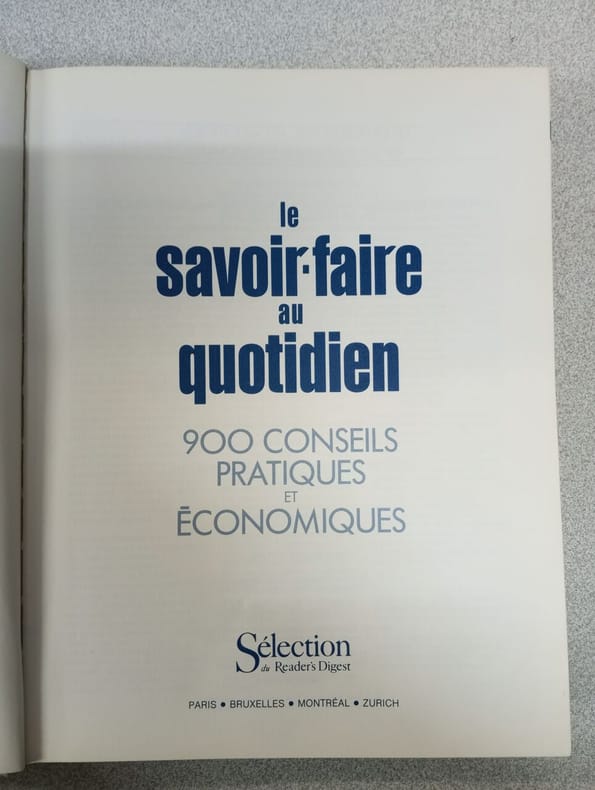 le
savoir-faire
au
quotidien
900 CONSEILS
PRATIQUES
ET
ÉCONOMIQUES
Sélection
du Reader's Digest
PARIS • BRUXELLES • MONTRÉAL • ZURICH